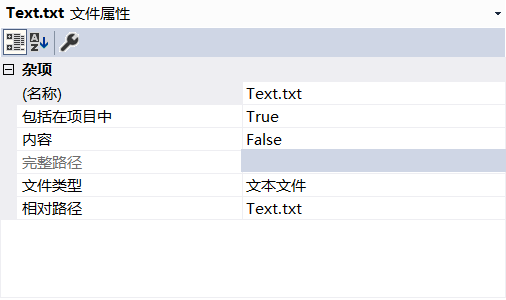 Text.txt 文件属性
杂项
(名称) Text.txt
包括在项目中 True
内容 False
完整路径
文件类型 文本文件
相对路径 Text.txt